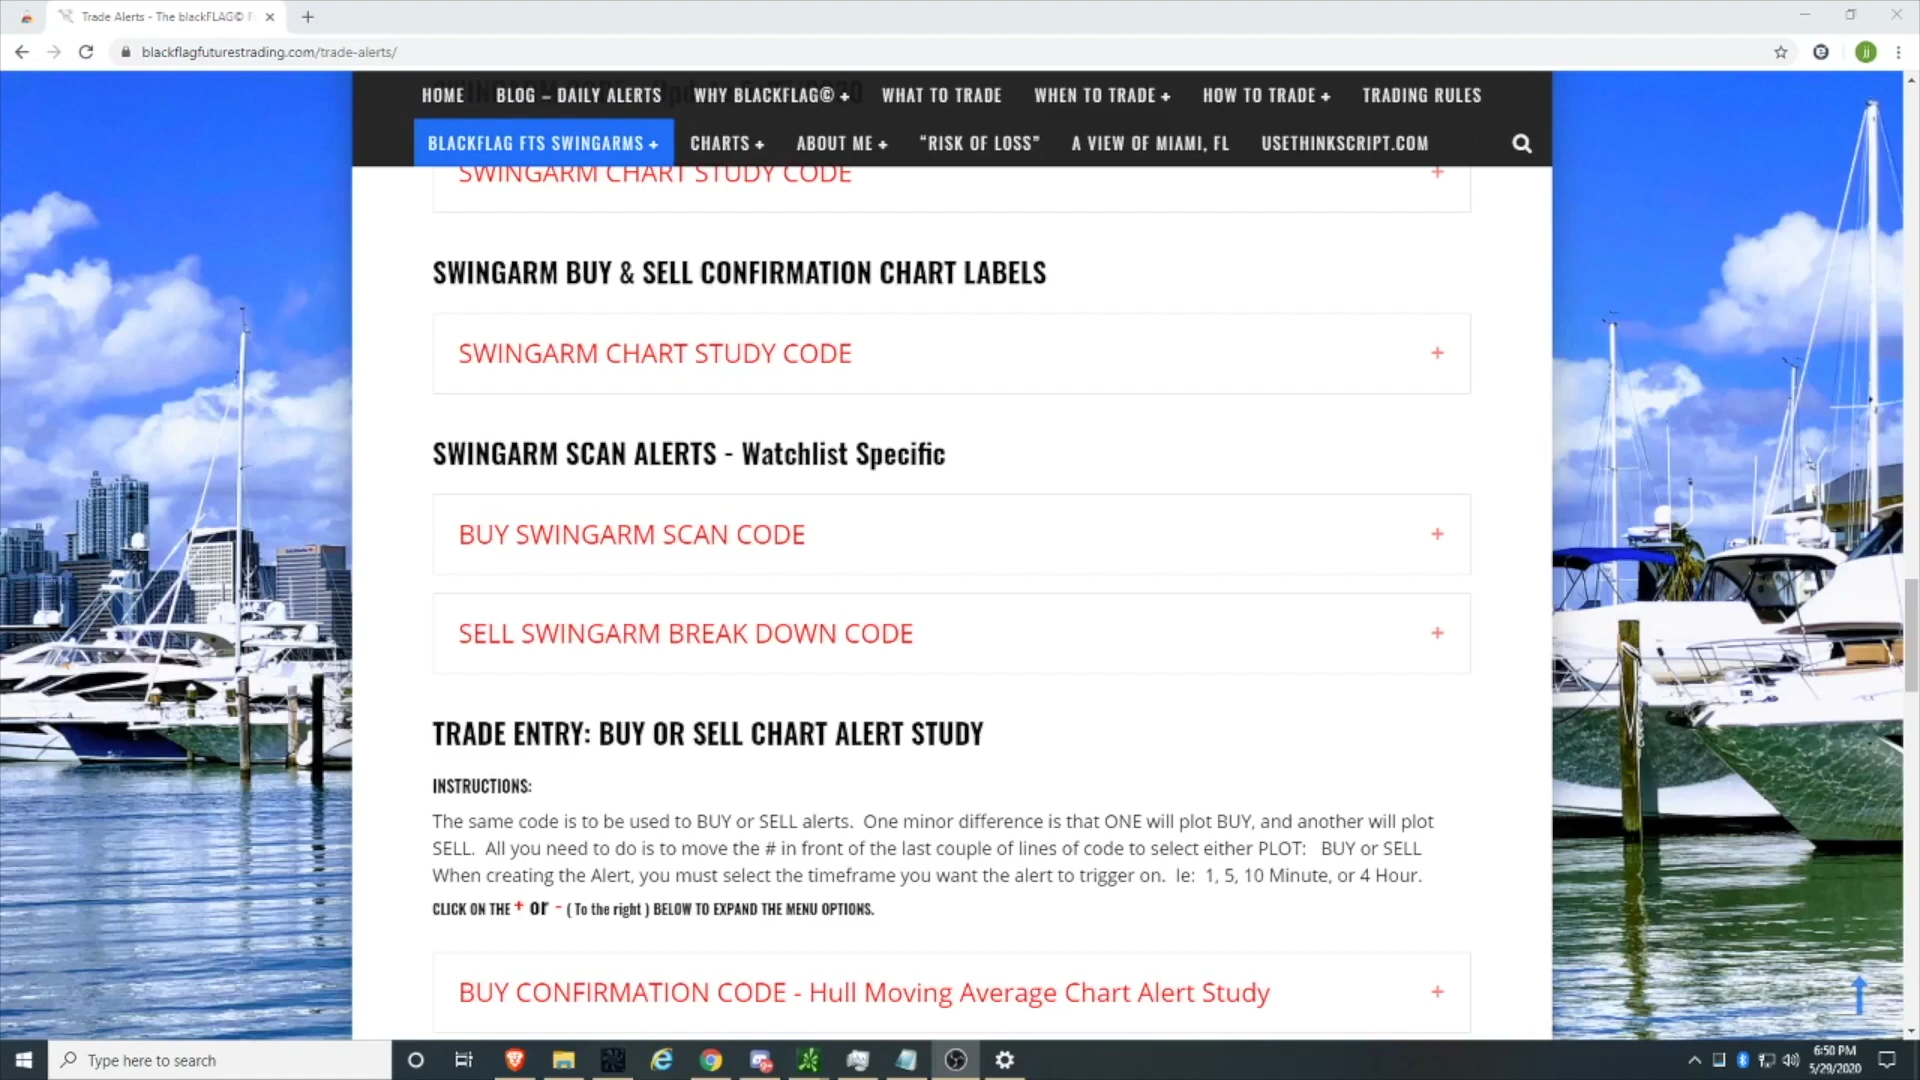 Trade Alerts - The blackFLAG©
blackflagfuturestrading.com/trade-alerts/
jj
HOME
BLOG – DAILY ALERTS
WHY BLACKFLAG© +
WHAT TO TRADE
WHEN TO TRADE +
HOW TO TRADE +
TRADING RULES
BLACKFLAG FTS SWINGARMS +
CHARTS +
ABOUT ME +
“RISK OF LOSS”
A VIEW OF MIAMI, FL
USETHINKSCRIPT.COM
SWINGARM CHART STUDY CODE +
SWINGARM BUY & SELL CONFIRMATION CHART LABELS
SWINGARM CHART STUDY CODE +
SWINGARM SCAN ALERTS - Watchlist Specific
BUY SWINGARM SCAN CODE +
SELL SWINGARM BREAK DOWN CODE +
TRADE ENTRY: BUY OR SELL CHART ALERT STUDY
INSTRUCTIONS:
The same code is to be used to BUY or SELL alerts. One minor difference is that ONE will plot BUY, and another will plot
SELL. All you need to do is to move the # in front of the last couple of lines of code to select either PLOT: BUY or SELL
When creating the Alert, you must select the timeframe you want the alert to trigger on. Ie: 1, 5, 10 Minute, or 4 Hour.
CLICK ON THE + or - ( To the right ) BELOW TO EXPAND THE MENU OPTIONS.
BUY CONFIRMATION CODE - Hull Moving Average Chart Alert Study +
Type here to search
6:50 PM
5/29/2020